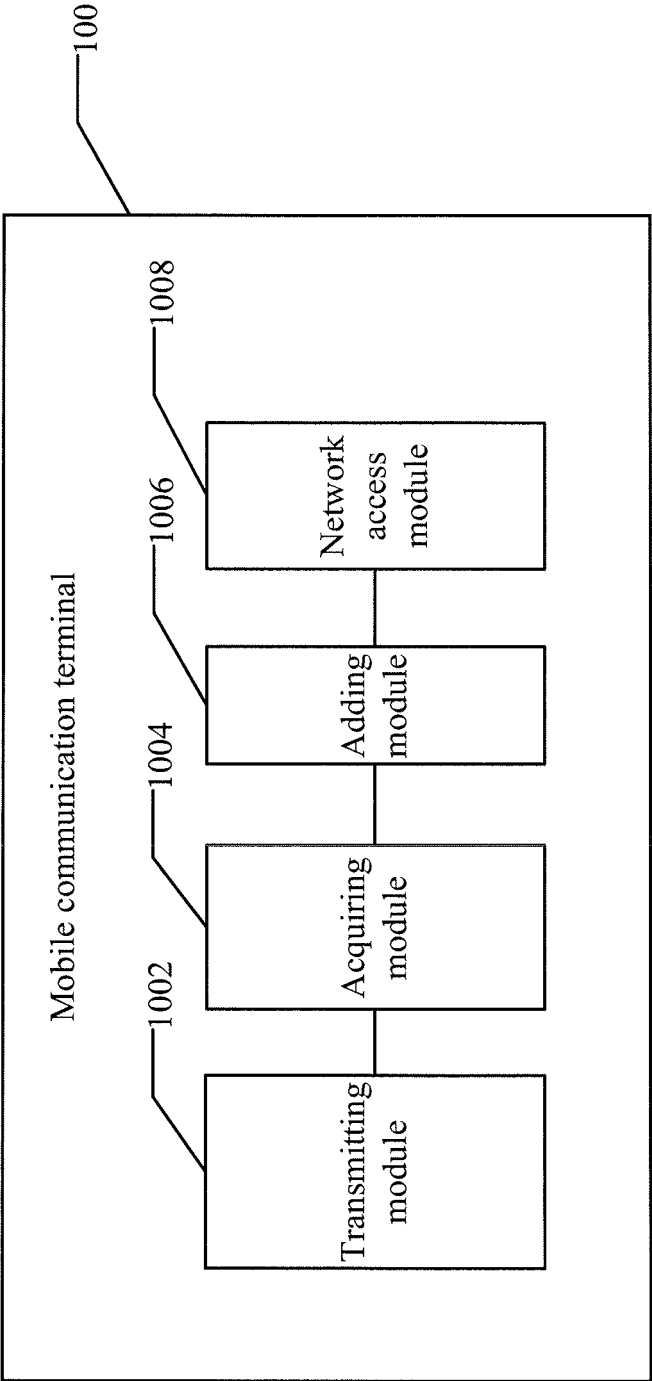 100
Mobile communication terminal
1002
1004
1006
1008
Transmitting
module
Acquiring
module
Adding
module
Network
access
module